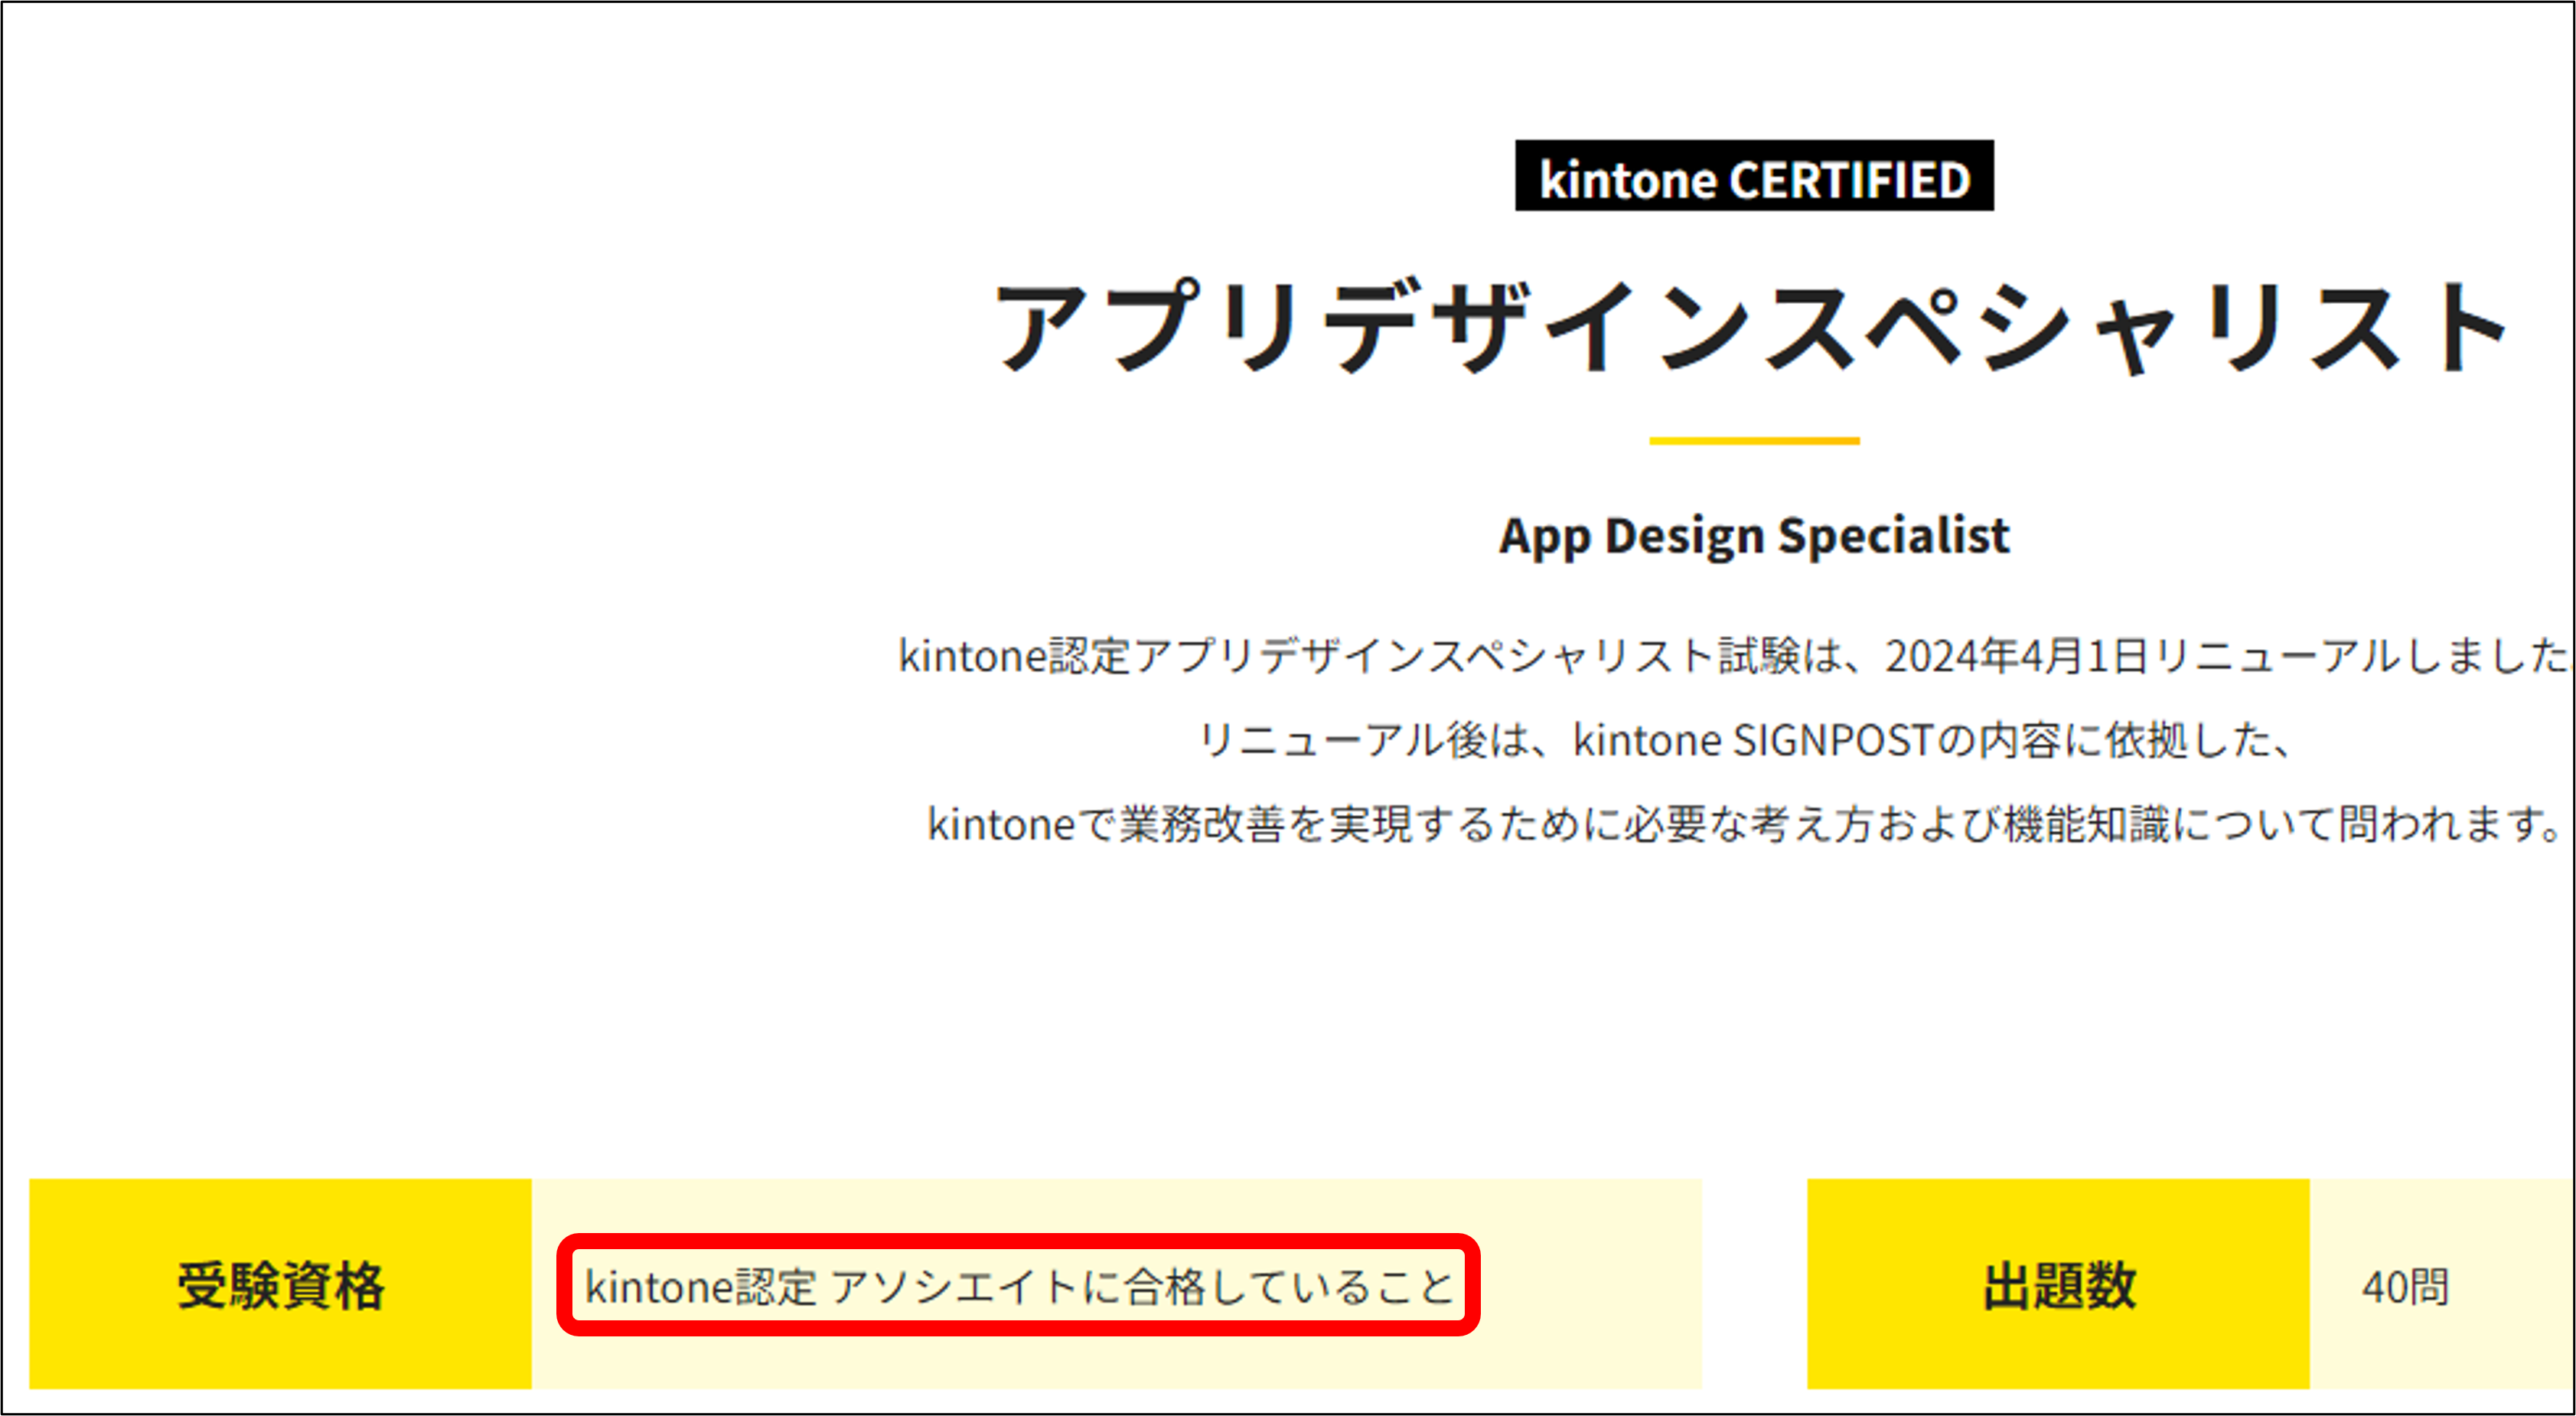 kintone CERTIFIED
アプリデザインスペシャリスト
App Design Specialist
kintone認定アプリデザインスペシャリスト試験は、2024年4月1日リニューアルしました
リニューアル後は、kintone SIGNPOSTの内容に依拠した、
kintoneで業務改善を実現するために必要な考え方および機能知識について問われます。
受験資格
kintone認定 アソシエイトに合格していること
出題数
40問